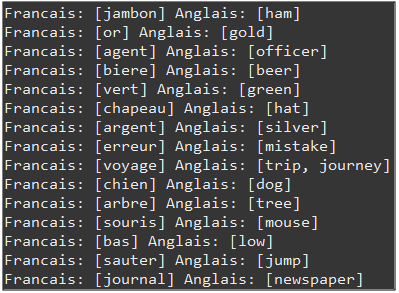 Francais: [jambon] Anglais: [ham]
Francais: [or] Anglais: [gold]
Francais: [agent] Anglais: [officer]
Francais: [biere] Anglais: [beer]
Francais: [vert] Anglais: [green]
Francais: [chapeau] Anglais: [hat]
Francais: [argent] Anglais: [silver]
Francais: [erreur] Anglais: [mistake]
Francais: [voyage] Anglais: [trip, journey]
Francais: [chien] Anglais: [dog]
Francais: [arbre] Anglais: [tree]
Francais: [souris] Anglais: [mouse]
Francais: [bas] Anglais: [low]
Francais: [sauter] Anglais: [jump]
Francais: [journal] Anglais: [newspaper]